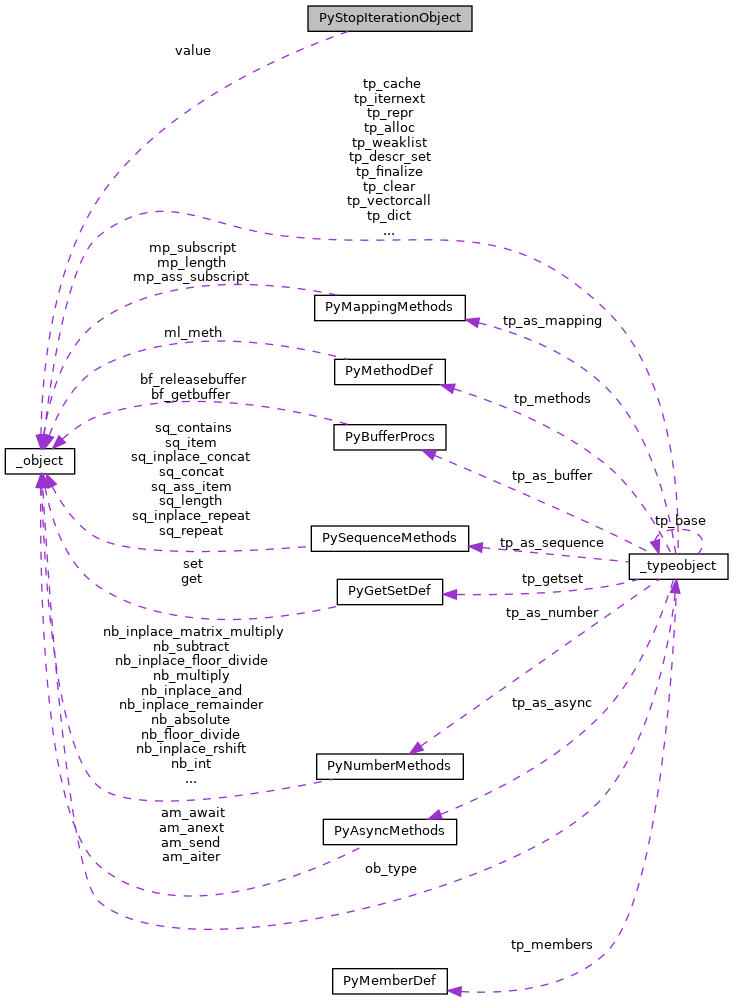 PyStopIterationObject
value
tp_cache
tp_iternext
tp_repr
tp_alloc
tp_weaklist
tp_descr_set
tp_finalize
tp_clear
tp_vectorcall
tp_dict
...
mp_subscript
mp_length
mp_ass_subscript
PyMappingMethods
tp_as_mapping
ml_meth
PyMethodDef
tp_methods
bf_releasebuffer
bf_getbuffer
PyBufferProcs
_object
sq_contains
sq_item
sq_inplace_concat
sq_concat
sq_ass_item
sq_length
sq_inplace_repeat
sq_repeat
tp_as_buffer
tp_base
PySequenceMethods
tp_as_sequence
_typeobject
set
get
PyGetSetDef
tp_getset
tp_as_number
nb_inplace_matrix_multiply
nb_subtract
nb_inplace_floor_divide
nb_multiply
nb_inplace_and
nb_inplace_remainder
nb_absolute
nb_floor_divide
nb_inplace_rshift
nb_int
...
PyNumberMethods
tp_as_async
am_await
am_anext
am_send
am_aiter
PyAsyncMethods
ob_type
tp_members
PyMemberDef